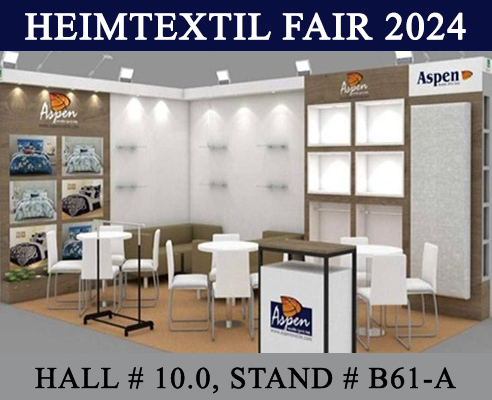 HEIMTEXTIL FAIR 2024
Aspen
Aspen
Aspen
Aspen
HALL # 10.0, STAND # B61-A